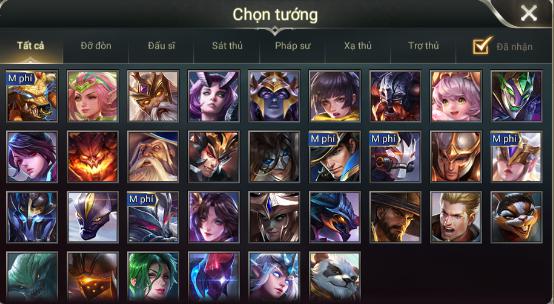 Chọn tướng
Tất cả Đỡ đòn Đấu sĩ Sát thủ Pháp sư Xạ thủ Trợ thủ Đã nhận
M phí
M phí M phí M phí
M phí